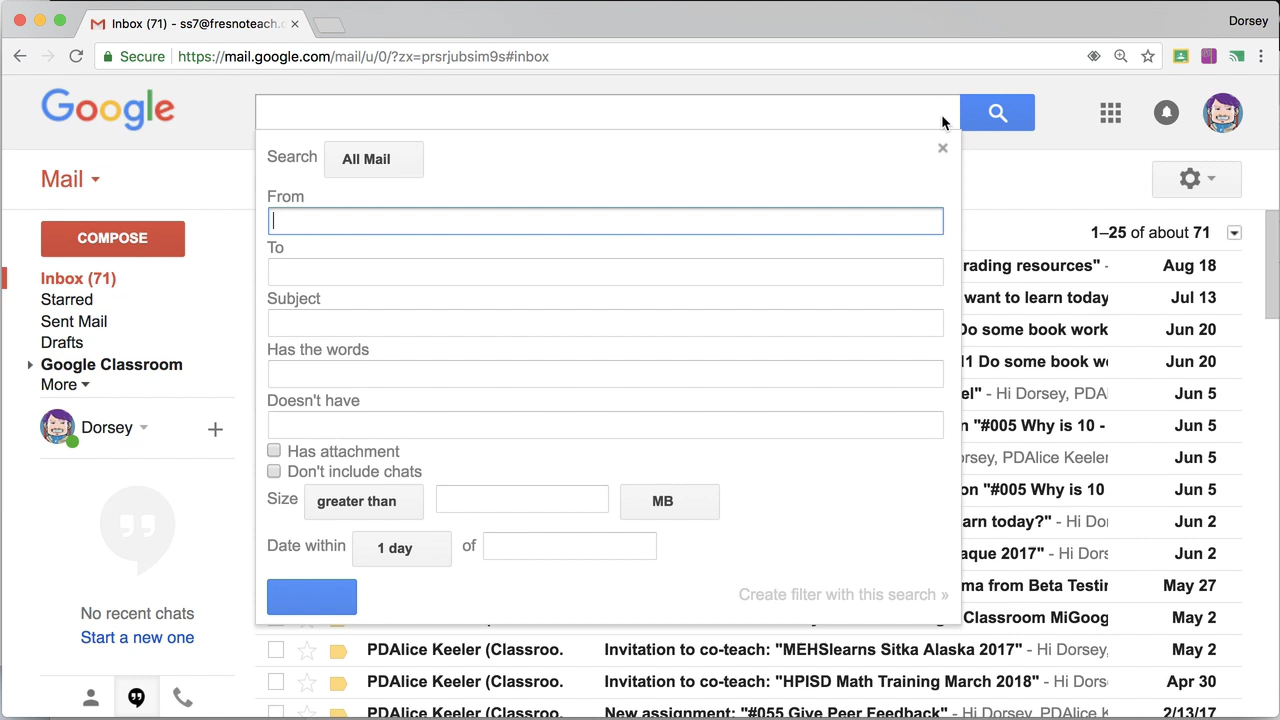 Inbox (71) - ss7@fresnoteach.c
Dorsey
Secure https://mail.google.com/mail/u/0/?zx=prsrjubsim9s#inbox
Google
Search All Mail
Mail
From
COMPOSE
1–25 of about 71
To
rading resources" - Aug 18
Inbox (71)
Starred
Subject
want to learn today Jul 13
Sent Mail
Do some book work Jun 20
Drafts
Has the words
Google Classroom
1 Do some book wo Jun 20
More
el" - Hi Dorsey, PDAl Jun 5
Doesn't have
Dorsey
n "#005 Why is 10 - Jun 5
Has attachment
rsey, PDAlice Keeler Jun 5
Don't include chats
Size greater than MB
on "#005 Why is 10 Jun 5
arn today?" - Hi Dor Jun 2
Date within 1 day of
aque 2017" - Hi Dors Jun 2
ma from Beta Testin May 27
Create filter with this search »
No recent chats
Classroom MiGoog May 2
Start a new one
PDAlice Keeler (Classroo. Invitation to co-teach: "MEHSlearns Sitka Alaska 2017" - Hi Dorsey, May 2
PDAlice Keeler (Classroo. Invitation to co-teach: "HPISD Math Training March 2018" - Hi Dors Apr 30
PDAlice Keeler (Classroo. New assignment: "#055 Give Peer Feedback" - Hi Dorsey, PDAlice K 2/13/17